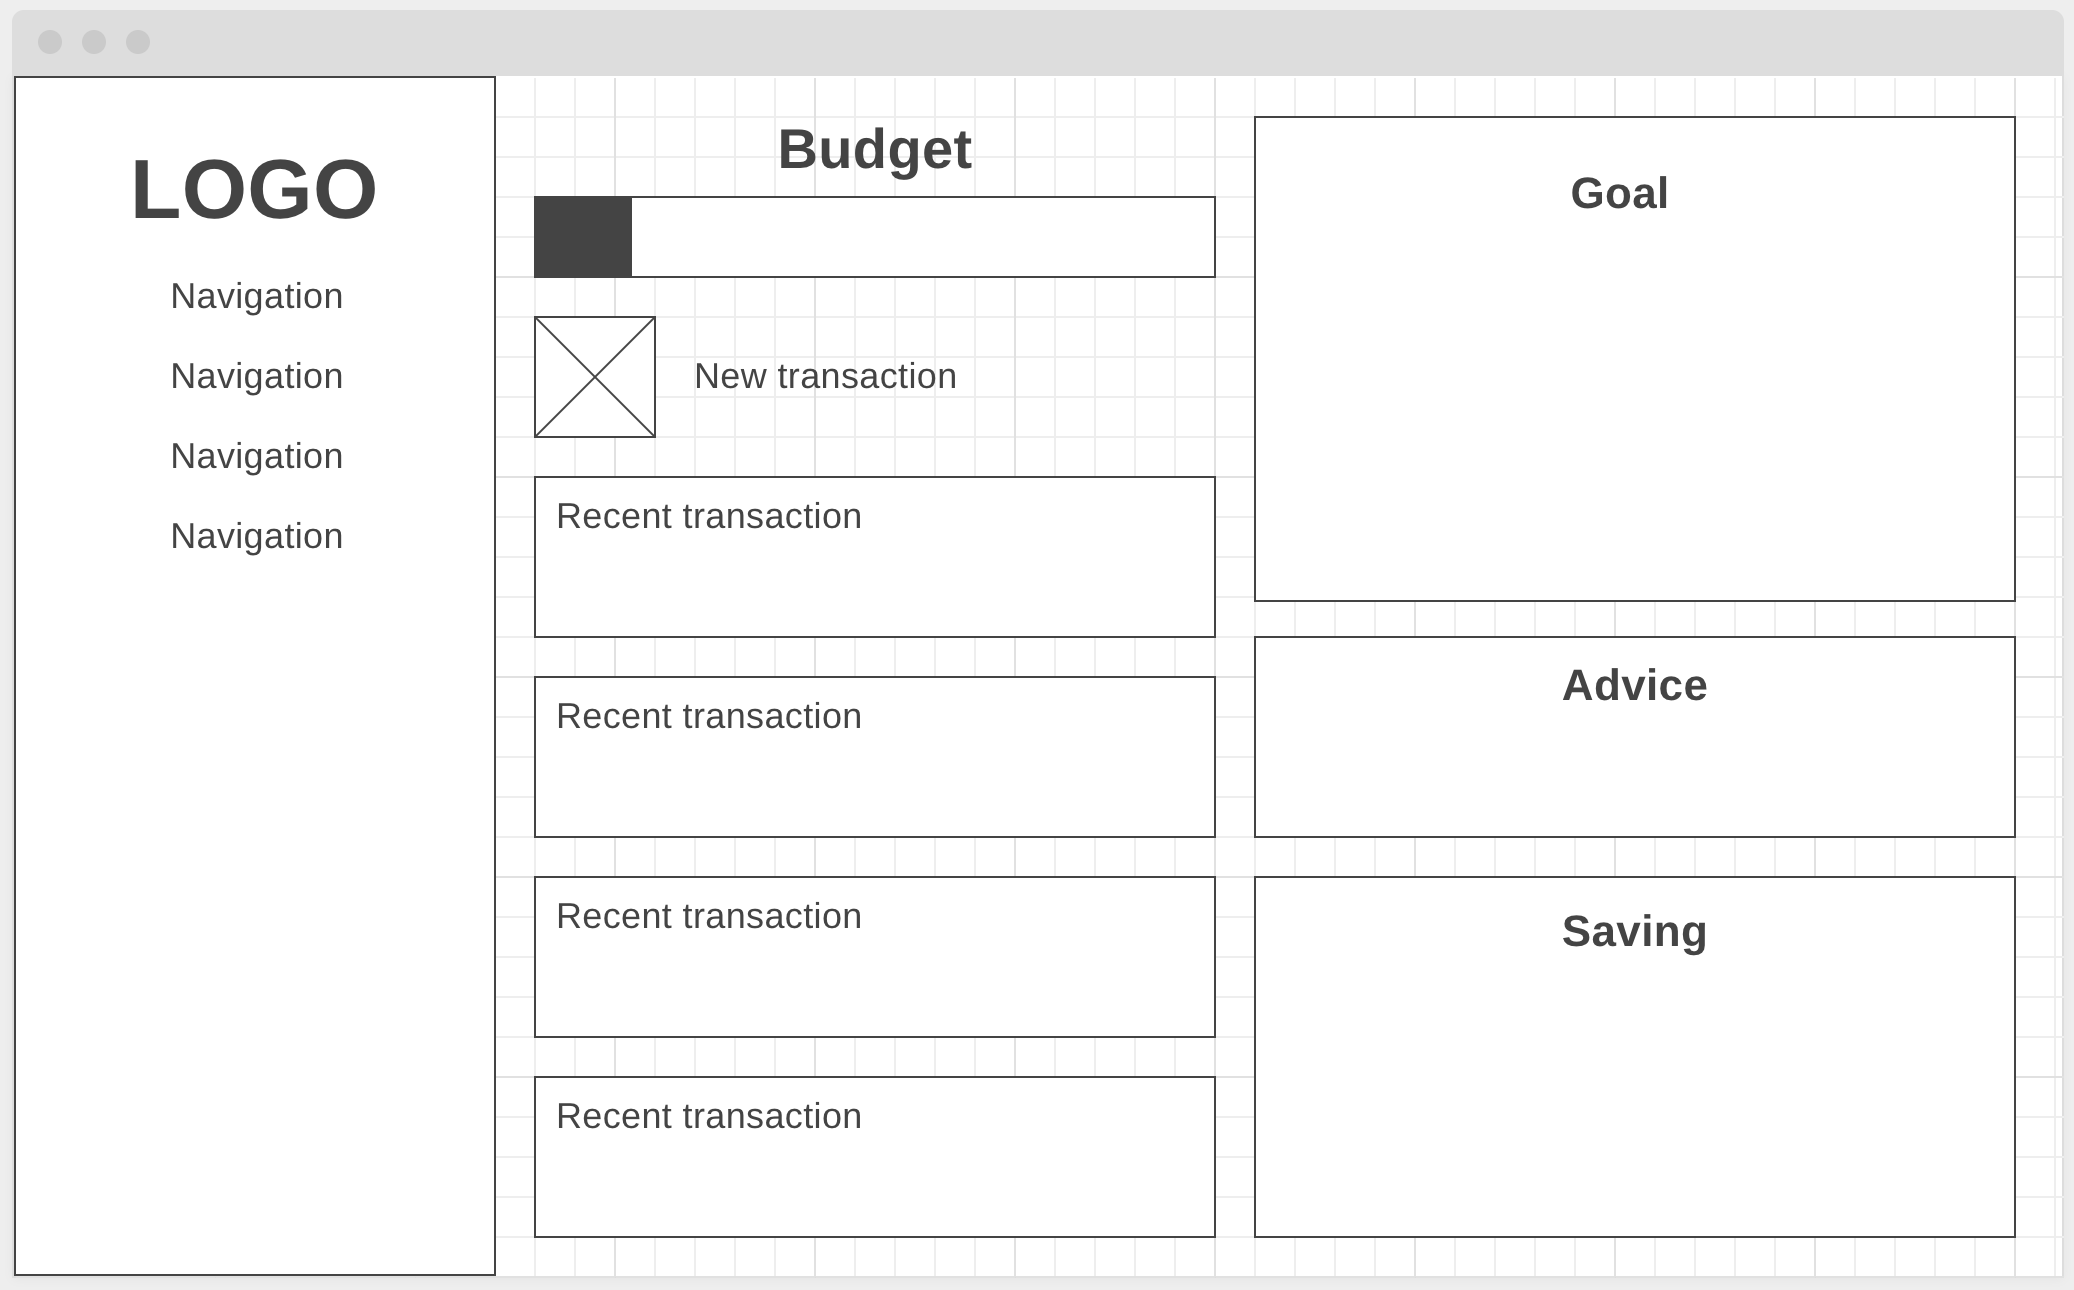 LOGO
Navigation
Navigation
Navigation
Navigation
Budget
New transaction
Recent transaction
Recent transaction
Recent transaction
Recent transaction
Goal
Advice
Saving